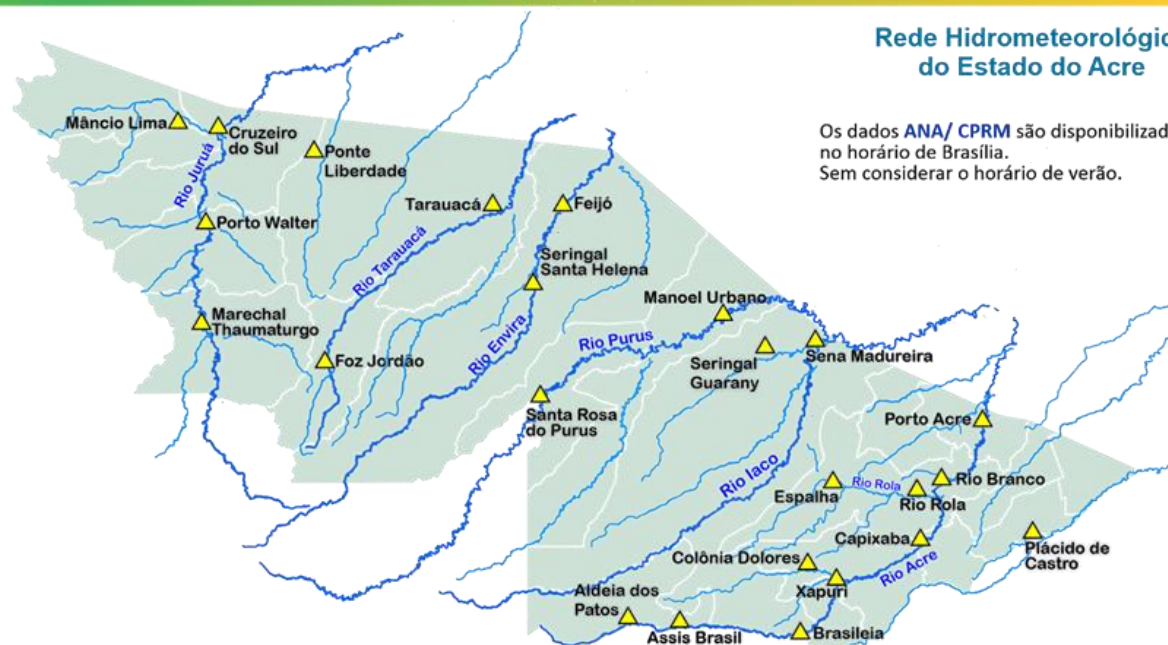 Rede Hidrometeorológic
do Estado do Acre
Os dados ANA/ CPRM são disponibilizad
no horário de Brasília.
Sem considerar o horário de verão.
Mâncio Lima
Cruzeiro
do Sul
Ponte
Liberdade
Rio Juruá
Porto Walter
Tarauacá
Feijó
Rio Tarauacá
Seringal
Santa Helena
Marechal
Thaumaturgo
Foz Jordão
Rio Envira
Manoel Urbano
Rio Purus
Seringal
Guarany
Sena Madureira
Santa Rosa
do Purus
Porto Acre
Rio Iaco
Espalha
Rio Rola
Rio Rola
Rio Branco
Capixaba
Plácido de
Castro
Colônia Dolores
Rio Acre
Xapuri
Aldeia dos
Patos
Assis Brasil
Brasileia